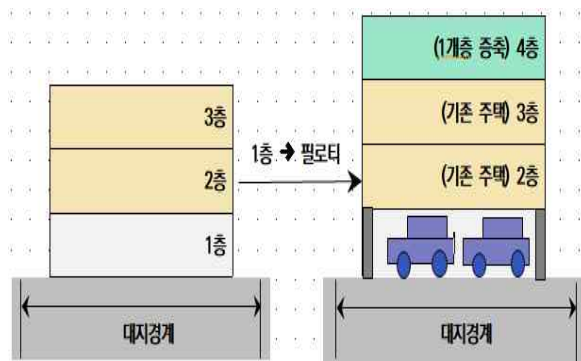 3층
2층
1층
대지경계
1층 → 필로티
(1개층 증축) 4층
(기존 주택) 3층
(기존 주택) 2층
대지경계